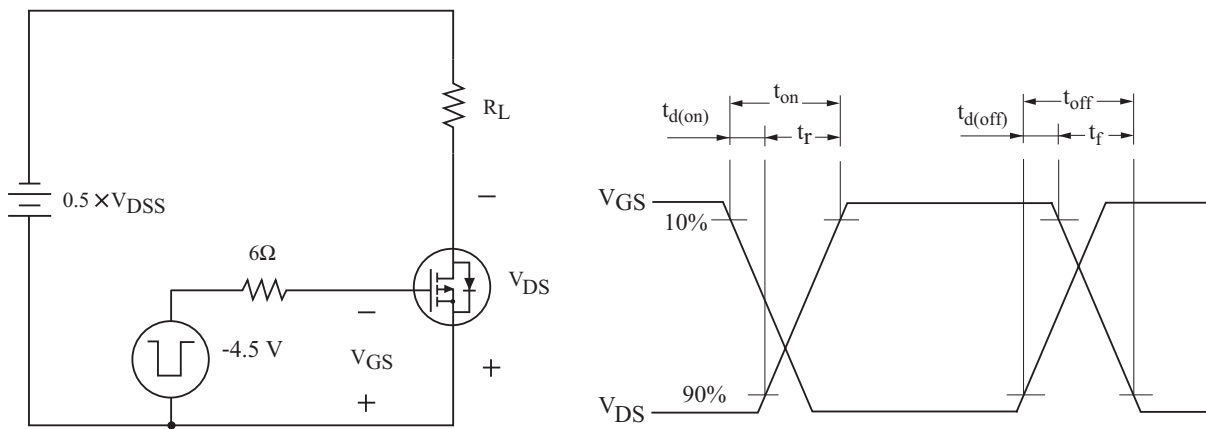 R_L
0.5 ×V_DSS
6Ω
V_DS
−
-4.5 V
−
V_GS
+
+
t_on
t_off
t_d(on)
t_r
t_d(off)
t_f
V_GS
10%
V_DS
90%